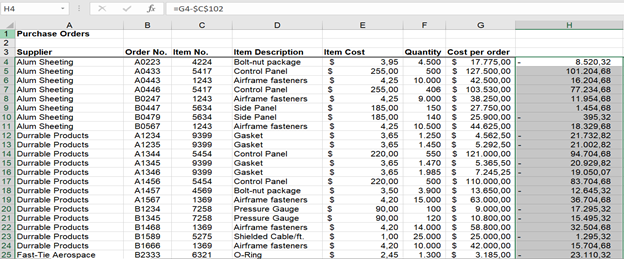 H4 =G4-$C$102
A B C D E F G H
1 Purchase Orders
2
3 Supplier Order No. Item No. Item Description Item Cost Quantity Cost per order
4 Alum Sheeting A0223 4224 Bolt-nut package $ 3,95 4.500 $ 17.775,00 - 8.520,32
5 Alum Sheeting A0433 5417 Control Panel $ 255,00 500 $ 127.500,00 101.204,68
6 Alum Sheeting A0443 1243 Airframe fasteners $ 4,25 10.000 $ 42.500,00 16.204,68
7 Alum Sheeting A0446 5417 Control Panel $ 255,00 406 $ 103.530,00 77.234,68
8 Alum Sheeting B0247 1243 Airframe fasteners $ 4,25 9.000 $ 38.250,00 11.954,68
9 Alum Sheeting B0447 5634 Side Panel $ 185,00 150 $ 27.750,00 1.454,68
10 Alum Sheeting B0479 5634 Side Panel $ 185,00 140 $ 25.900,00 - 395,32
11 Alum Sheeting B0567 1243 Airframe fasteners $ 4,25 10.500 $ 44.625,00 18.329,68
12 Durrable Products A1234 9399 Gasket $ 3,65 1.250 $ 4.562,50 - 21.732,82
13 Durrable Products A1235 9399 Gasket $ 3,65 1.450 $ 5.292,50 - 21.002,82
14 Durrable Products A1344 5454 Control Panel $ 220,00 550 $ 121.000,00 94.704,68
15 Durrable Products A1345 9399 Gasket $ 3,65 1.470 $ 5.365,50 - 20.929,82
16 Durrable Products A1346 9399 Gasket $ 3,65 1.985 $ 7.245,25 - 19.050,07
17 Durrable Products A1456 5454 Control Panel $ 220,00 500 $ 110.000,00 83.704,68
18 Durrable Products A1457 4569 Bolt-nut package $ 3,50 3.900 $ 13.650,00 - 12.645,32
19 Durrable Products A1567 1369 Airframe fasteners $ 4,20 15.000 $ 63.000,00 36.704,68
20 Durrable Products B1234 7258 Pressure Gauge $ 90,00 100 $ 9.000,00 - 17.295,32
21 Durrable Products B1345 7258 Pressure Gauge $ 90,00 120 $ 10.800,00 - 15.495,32
22 Durrable Products B1468 1369 Airframe fasteners $ 4,20 14.000 $ 58.800,00 32.504,68
23 Durrable Products B1589 5275 Shielded Cable/ft. $ 1,00 25.000 $ 25.000,00 - 1.295,32
24 Durrable Products B1666 1369 Airframe fasteners $ 4,20 10.000 $ 42.000,00 15.704,68
25 Fast-Tie Aerospace B2333 6321 O-Ring $ 2,45 1.300 $ 3.185,00 - 23.110,32